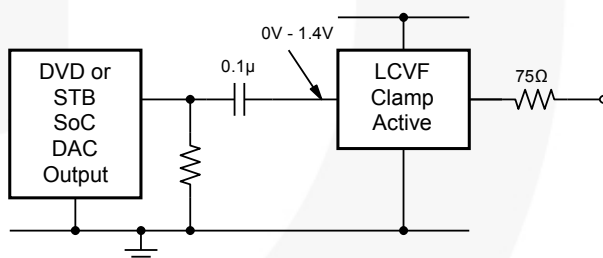 0V - 1.4V
DVD or
STB
SoC
DAC
Output
0.1μ
LCVF
Clamp
Active
75Ω